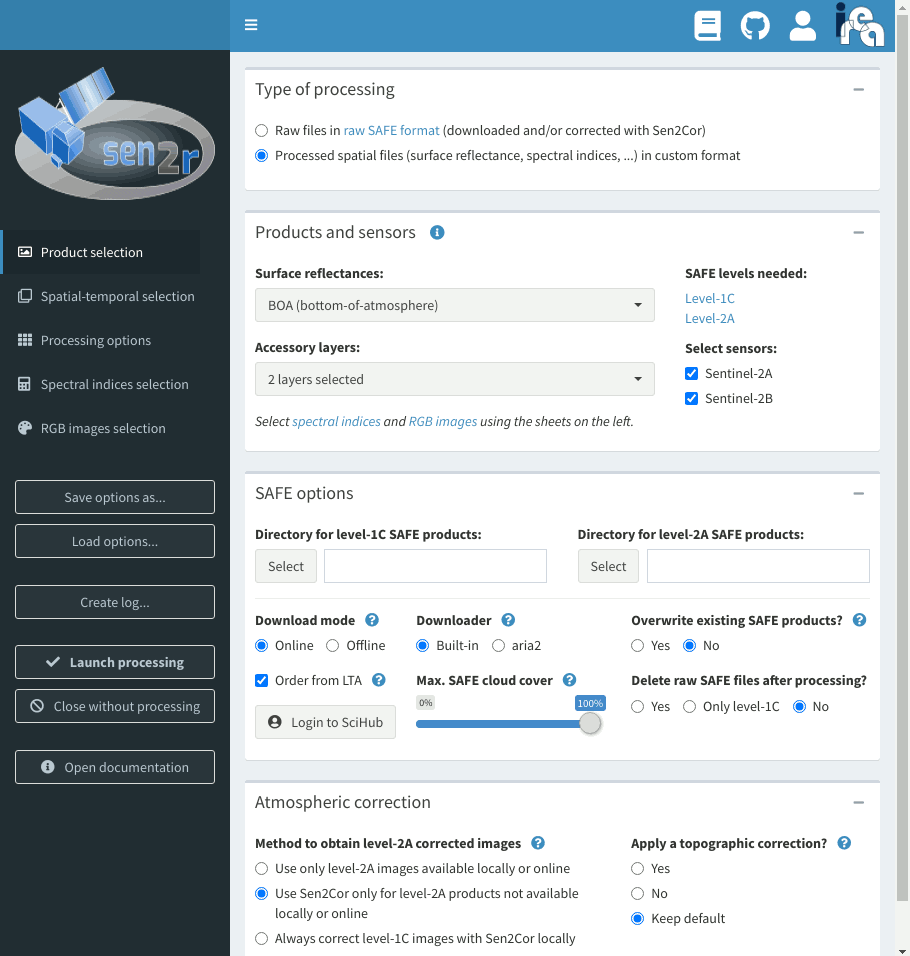 irea
sen2r
Product selection
Spatial-temporal selection
Processing options
Spectral indices selection
RGB images selection
Save options as...
Load options...
Create log...
Launch processing
Close without processing
Open documentation
Type of processing
Raw files in raw SAFE format (downloaded and/or corrected with Sen2Cor)
Processed spatial files (surface reflectance, spectral indices, ...) in custom format
Products and sensors
Surface reflectances:
BOA (bottom-of-atmosphere)
Accessory layers:
2 layers selected
Select spectral indices and RGB images using the sheets on the left.
SAFE levels needed:
Level-1C
Level-2A
Select sensors:
Sentinel-2A
Sentinel-2B
SAFE options
Directory for level-1C SAFE products:
Select
Directory for level-2A SAFE products:
Select
Download mode
Online Offline
Order from LTA
Login to SciHub
Downloader
Built-in aria2
Max. SAFE cloud cover
0% 100%
Overwrite existing SAFE products?
Yes No
Delete raw SAFE files after processing?
Yes Only level-1C No
Atmospheric correction
Method to obtain level-2A corrected images
Use only level-2A images available locally or online
Use Sen2Cor only for level-2A products not available
locally or online
Always correct level-1C images with Sen2Cor locally
Apply a topographic correction?
Yes
No
Keep default